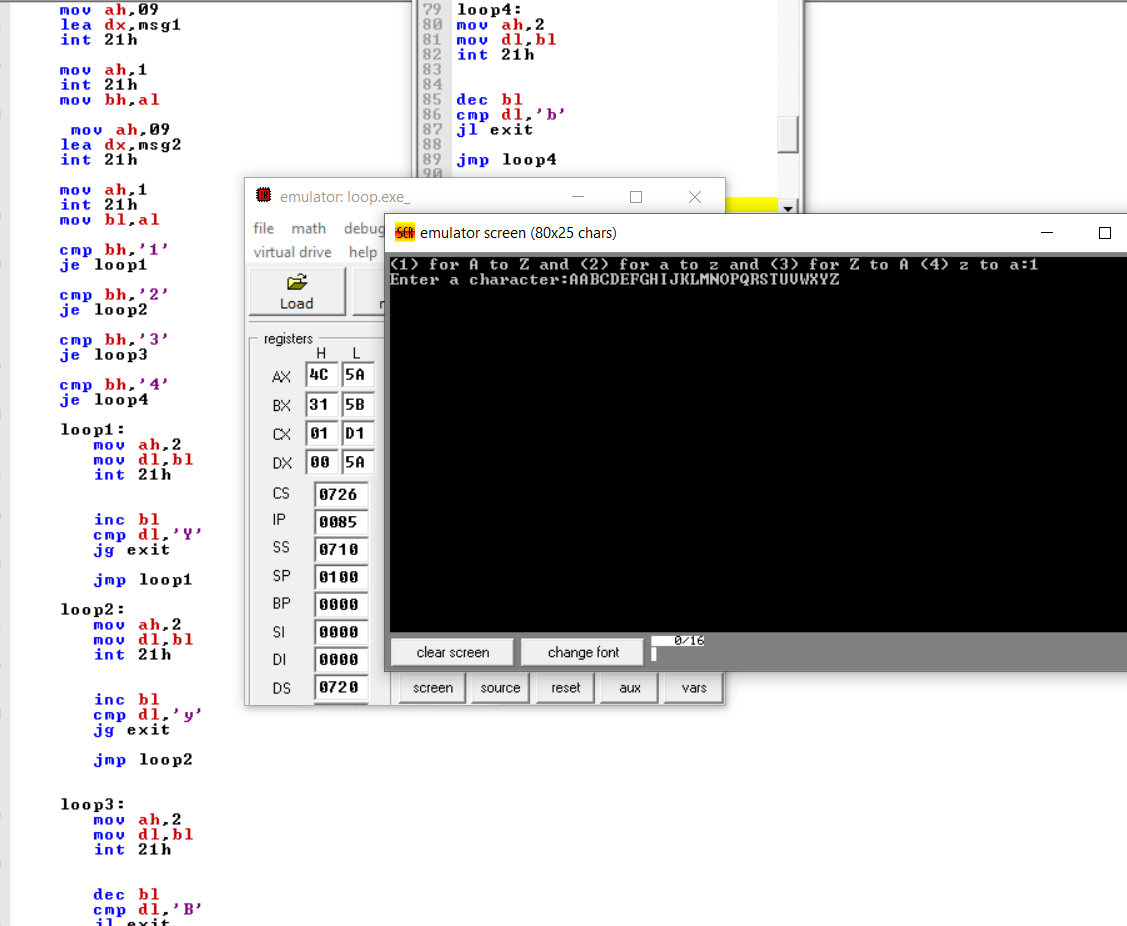 mov ah,09
lea dx,msg1
int 21h
mov ah,1
int 21h
mov bh,al
mov ah,09
lea dx,msg2
int 21h
mov ah,1
int 21h
mov bl,al
cmp bh,'1'
je loop1
cmp bh,'2'
je loop2
cmp bh,'3'
je loop3
cmp bh,'4'
je loop4
loop1:
mov ah,2
mov dl,bl
int 21h
inc bl
cmp dl,'Y'
jg exit
jmp loop1
loop2:
mov ah,2
mov dl,bl
int 21h
inc bl
cmp dl,'y'
jg exit
jmp loop2
loop3:
mov ah,2
mov dl,bl
int 21h
dec bl
cmp dl,'B'
jl exit
79 loop4:
80 mov ah,2
81 mov dl,bl
82 int 21h
83
84
85 dec bl
86 cmp dl,'b'
87 jl exit
88
89 jmp loop4
90
emulator: loop.exe_
file math debug
virtual drive help
Load
registers
H L
AX 4C 5A
BX 31 5B
CX 01 D1
DX 00 5A
CS 0726
IP 0085
SS 0710
SP 0100
BP 0000
SI 0000
DI 0000
DS 0720
screen source reset aux vars
SCR emulator screen (80x25 chars)
(1) for A to Z and (2) for a to z and (3) for Z to A (4) z to a:1
Enter a character:AABCDEFGHIJKLMNOPQRSTUVWXYZ
clear screen change font 0/16